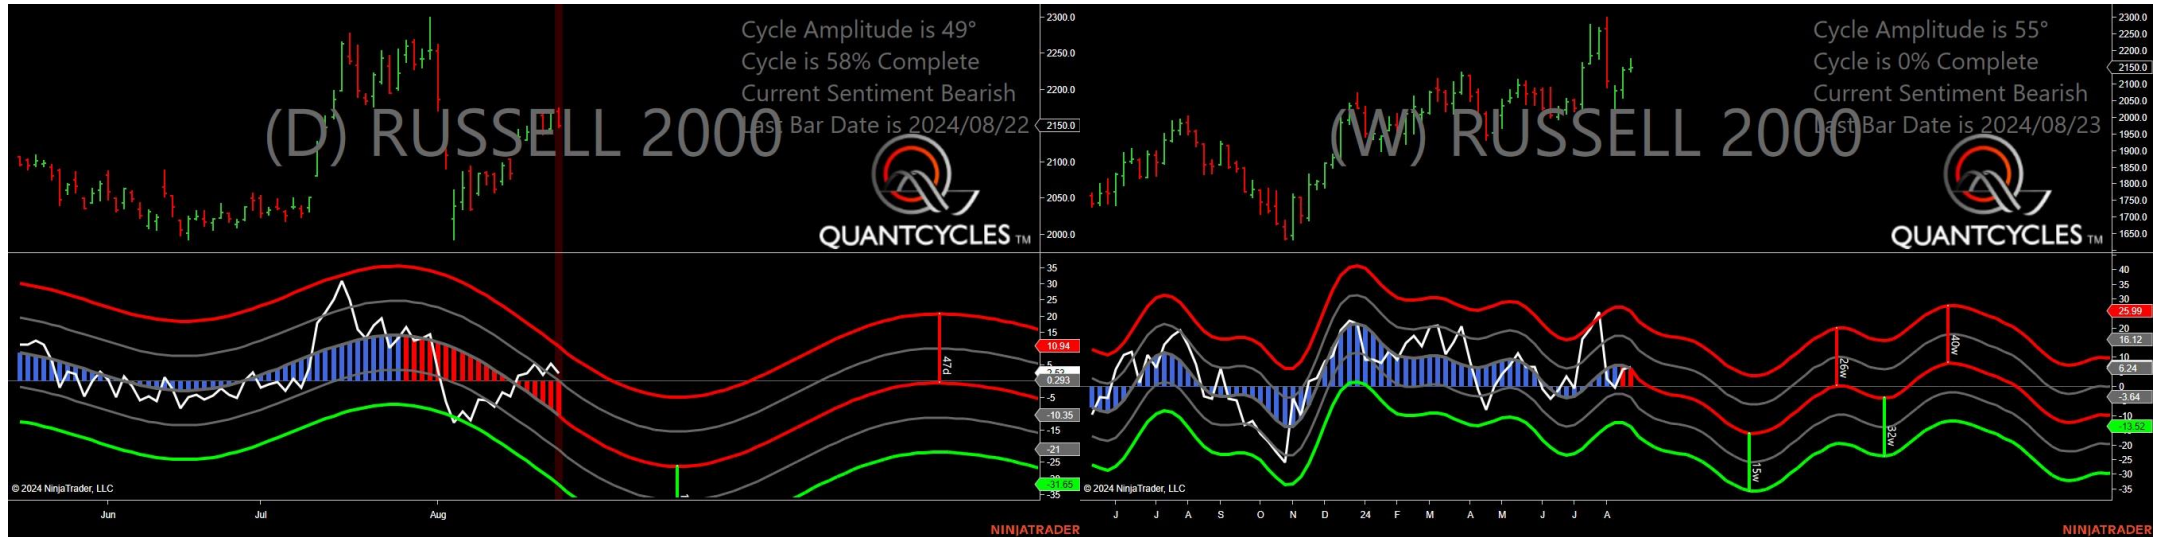 Cycle Amplitude is 49°
Cycle is 58% Complete
Current Sentiment Bearish
Last Bar Date is 2024/08/22
(D) RUSSELL 2000
QUANTCYCLES TM
2300.0
2250.0
2200.0
2150.0
2100.0
2050.0
2000.0
35
30
25
20
15
10.94
5
0.293
-5
-10.35
-15
-21
-25
-31.65
-35
47d
© 2024 NinjaTrader, LLC
Jun Jul Aug
NINJATRADER
Cycle Amplitude is 55°
Cycle is 0% Complete
Current Sentiment Bearish
Last Bar Date is 2024/08/23
(W) RUSSELL 2000
QUANTCYCLES TM
2300.0
2250.0
2200.0
2150.0
2100.0
2050.0
2000.0
1950.0
1900.0
1850.0
1800.0
1750.0
1700.0
1650.0
40
35
30
25.99
20
16.12
10
6.24
0
-3.64
-10
-13.52
-20
-25
-30
-35
26w
40w
32w
15w
© 2024 NinjaTrader, LLC
J J A S O N D 24 F M A M J J A
NINJATRADER